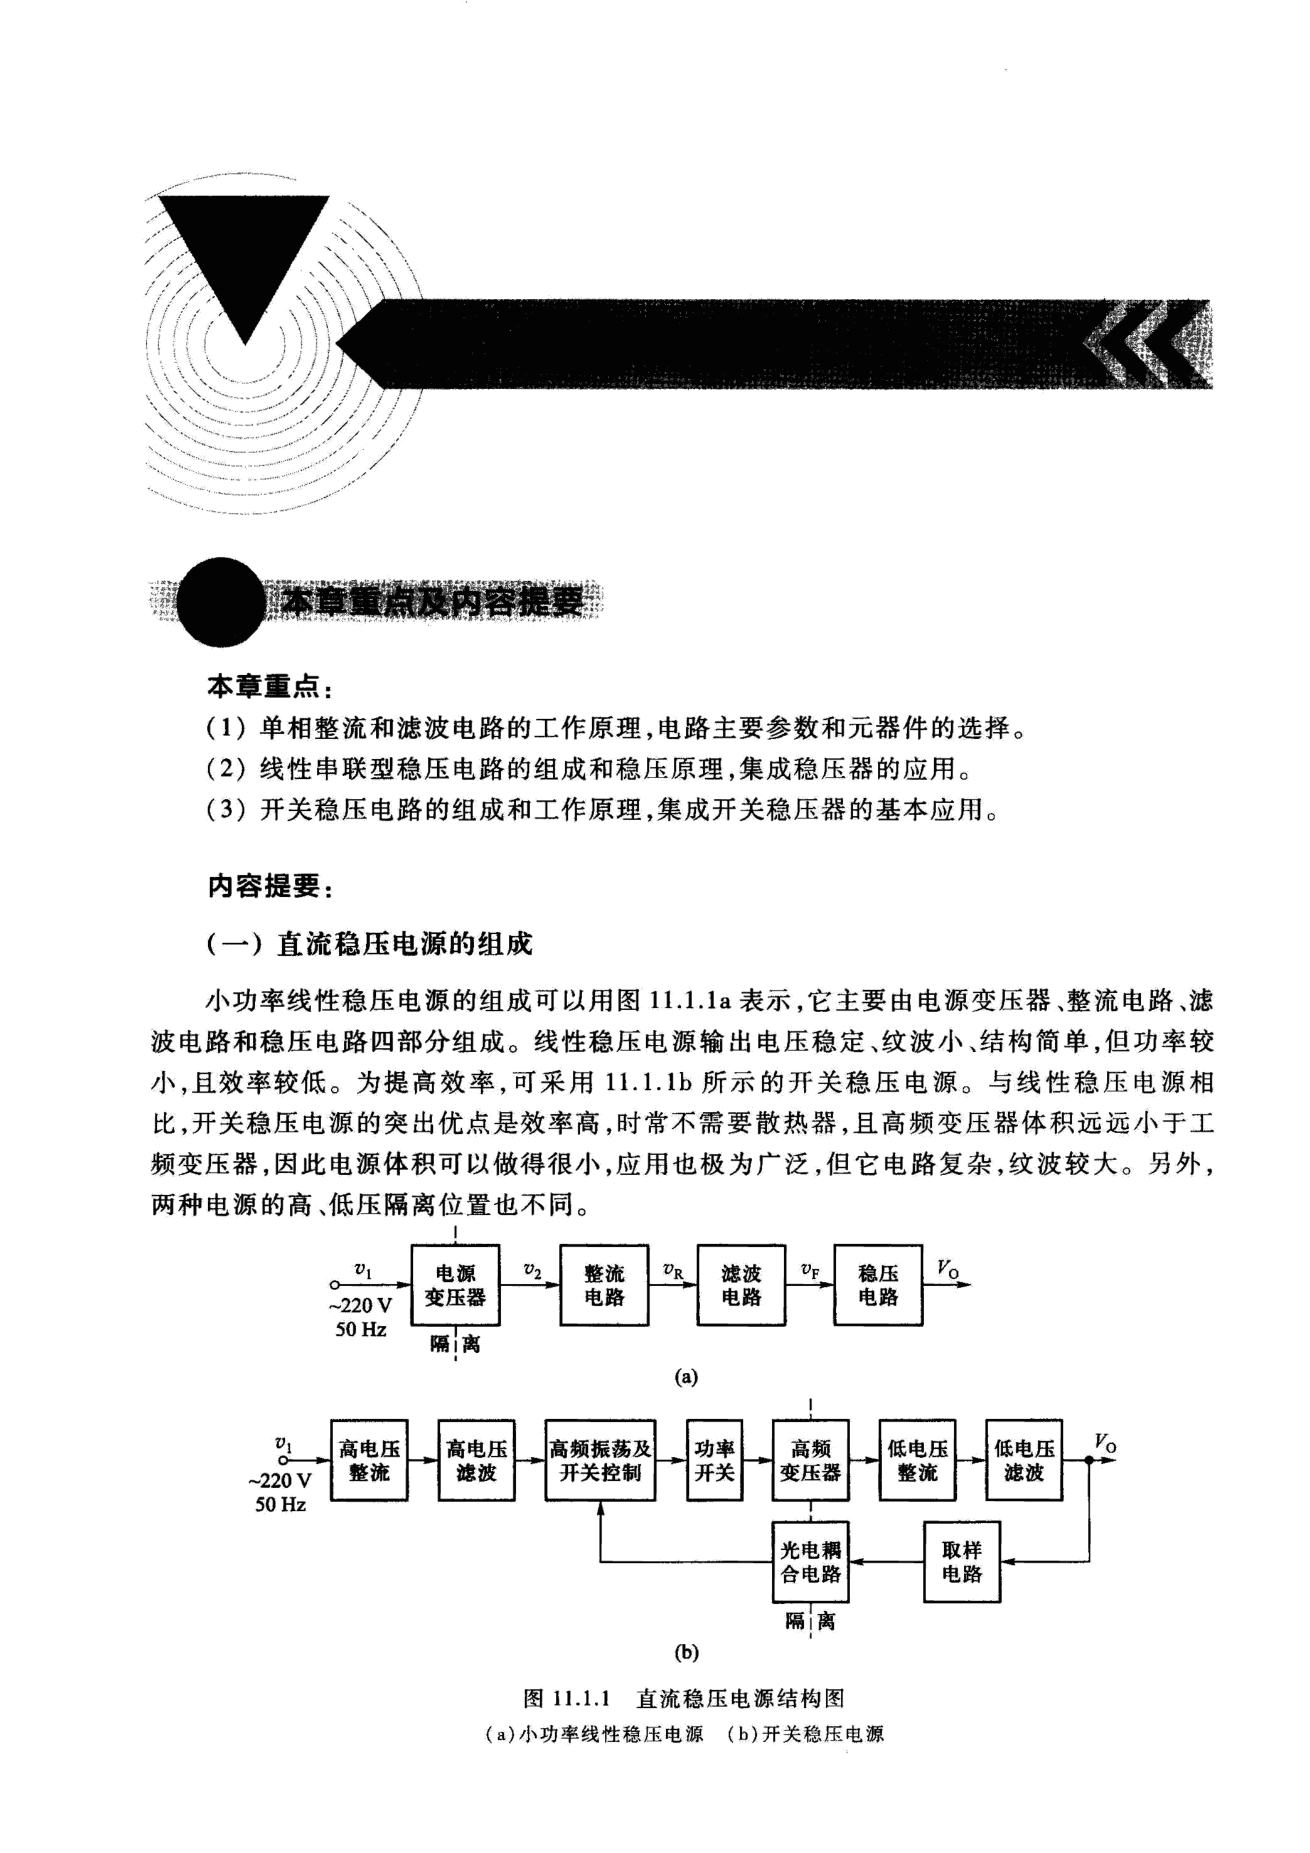 本章重点及内容提要
本章重点：
(1) 单相整流和滤波电路的工作原理,电路主要参数和元器件的选择。
(2) 线性串联型稳压电路的组成和稳压原理,集成稳压器的应用。
(3) 开关稳压电路的组成和工作原理,集成开关稳压器的基本应用。
内容提要：
(一) 直流稳压电源的组成
小功率线性稳压电源的组成可以用图 11.1.1a 表示,它主要由电源变压器、整流电路、滤
波电路和稳压电路四部分组成。线性稳压电源输出电压稳定、纹波小、结构简单,但功率较
小,且效率较低。为提高效率,可采用 11.1.1b 所示的开关稳压电源。与线性稳压电源相
比,开关稳压电源的突出优点是效率高,时常不需要散热器,且高频变压器体积远远小于工
频变压器,因此电源体积可以做得很小,应用也极为广泛,但它电路复杂,纹波较大。另外,
两种电源的高、低压隔离位置也不同。
v1
~220 V
50 Hz
电源
变压器
隔离
v2
整流
电路
vR
滤波
电路
vF
稳压
电路
VO
(a)
v1
~220 V
50 Hz
高电压
整流
高电压
滤波
高频振荡及
开关控制
功率
开关
高频
变压器
低电压
整流
低电压
滤波
VO
光电耦
合电路
取样
电路
隔离
(b)
图 11.1.1 直流稳压电源结构图
(a)小功率线性稳压电源 (b)开关稳压电源